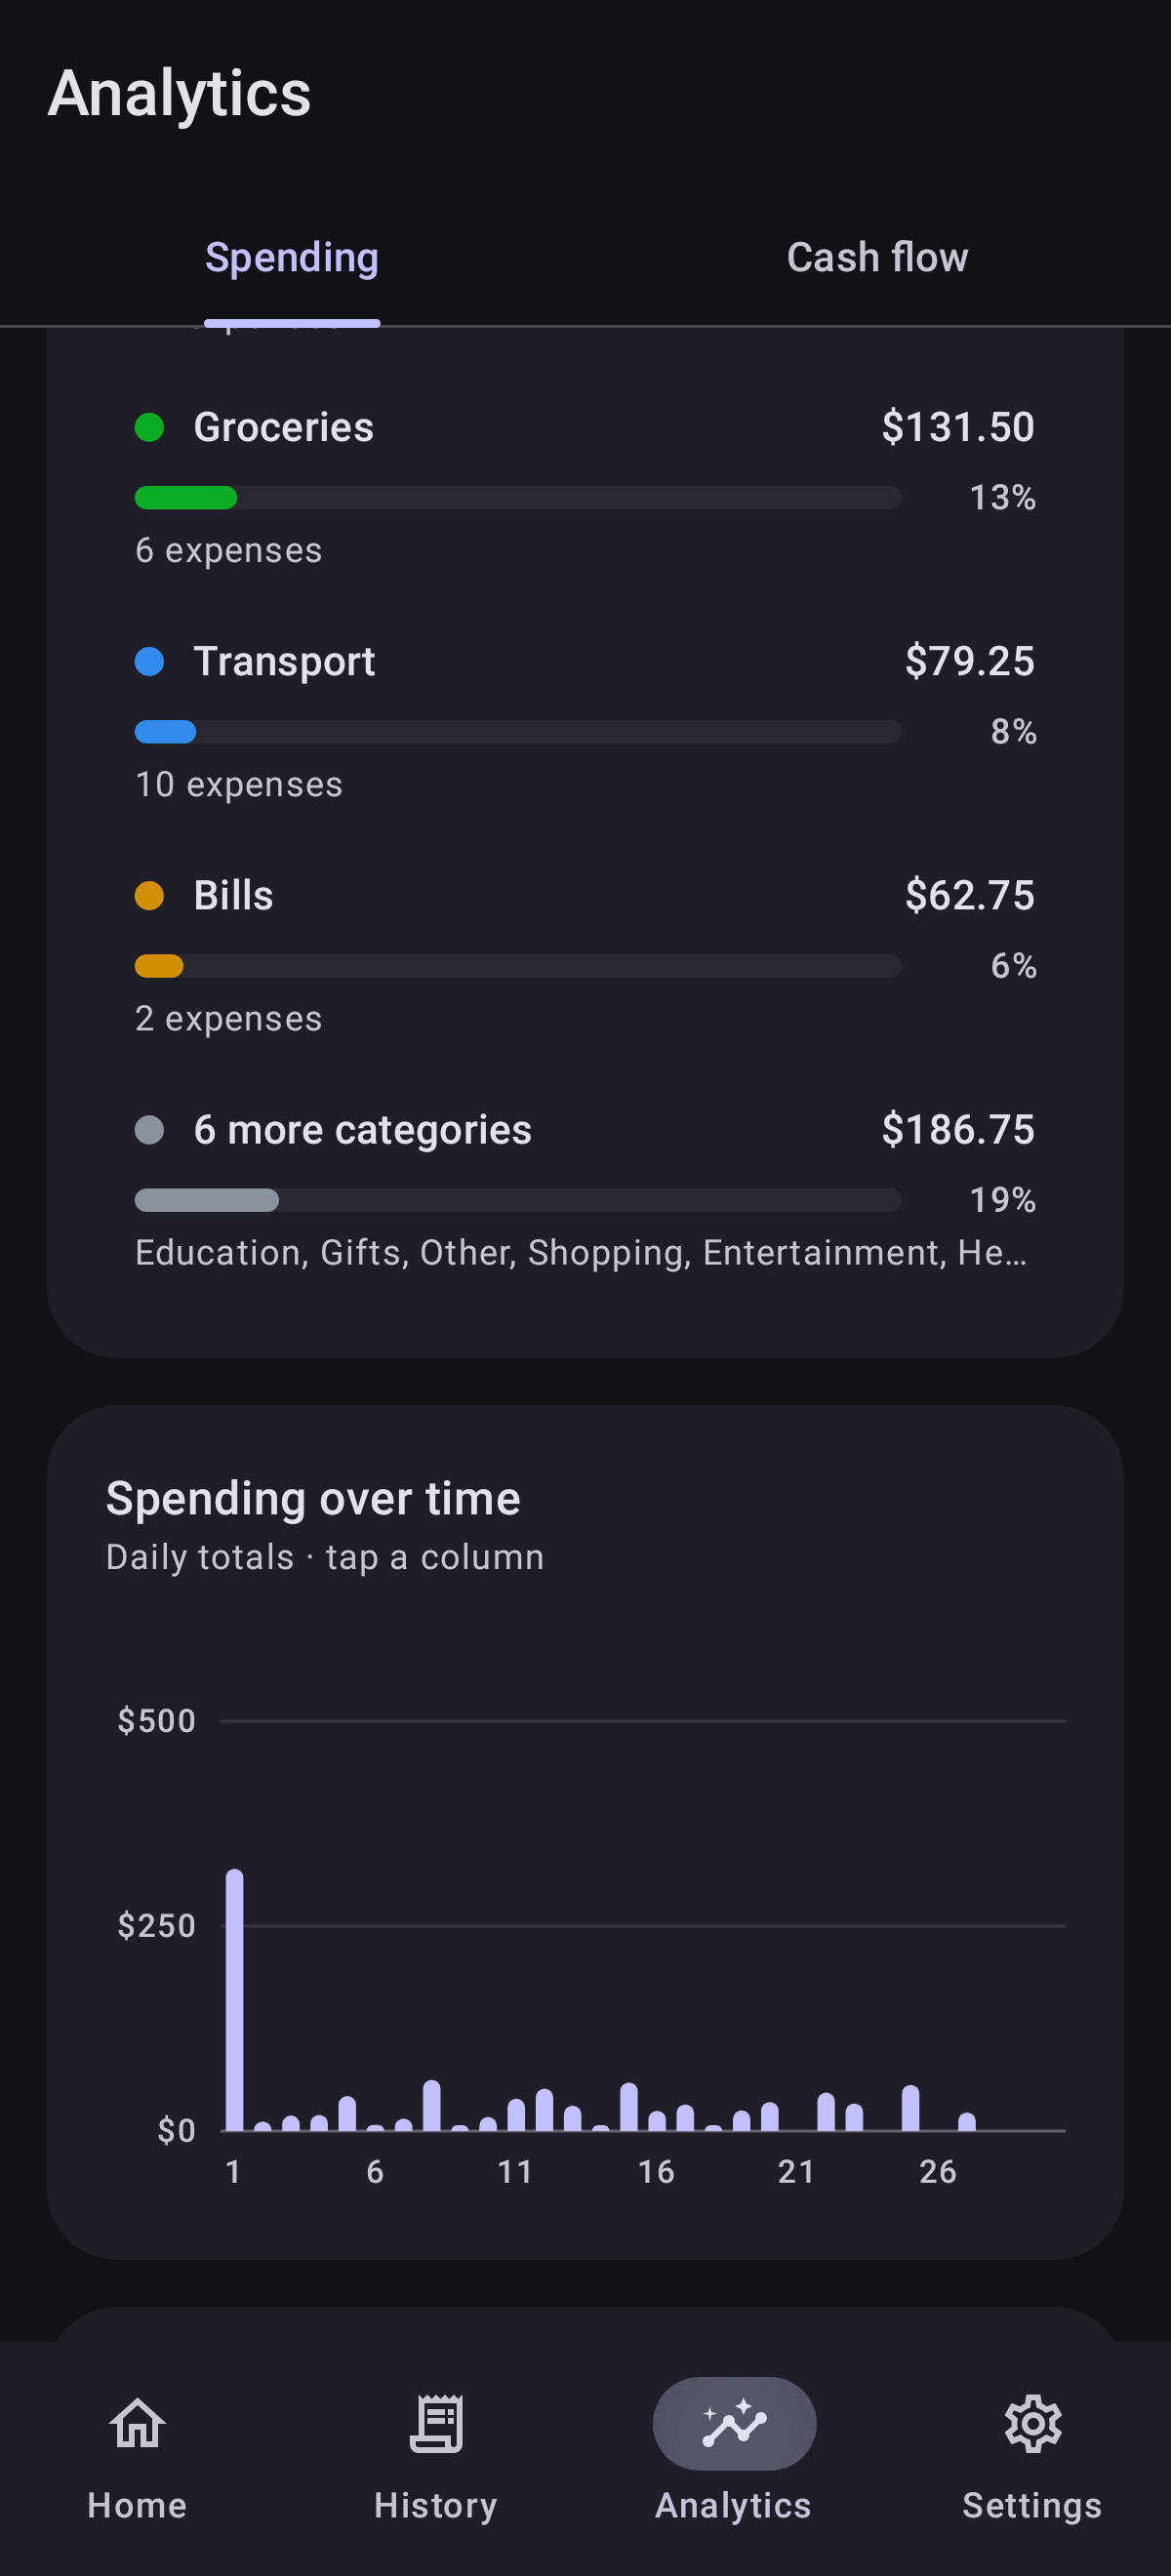 Analytics
Spending
Cash flow
Groceries
$131.50
13%
6 expenses
Transport
$79.25
8%
10 expenses
Bills
$62.75
6%
2 expenses
6 more categories
$186.75
19%
Education, Gifts, Other, Shopping, Entertainment, He…
Spending over time
Daily totals · tap a column
$500
$250
$0
1 6 11 16 21 26
Home
History
Analytics
Settings